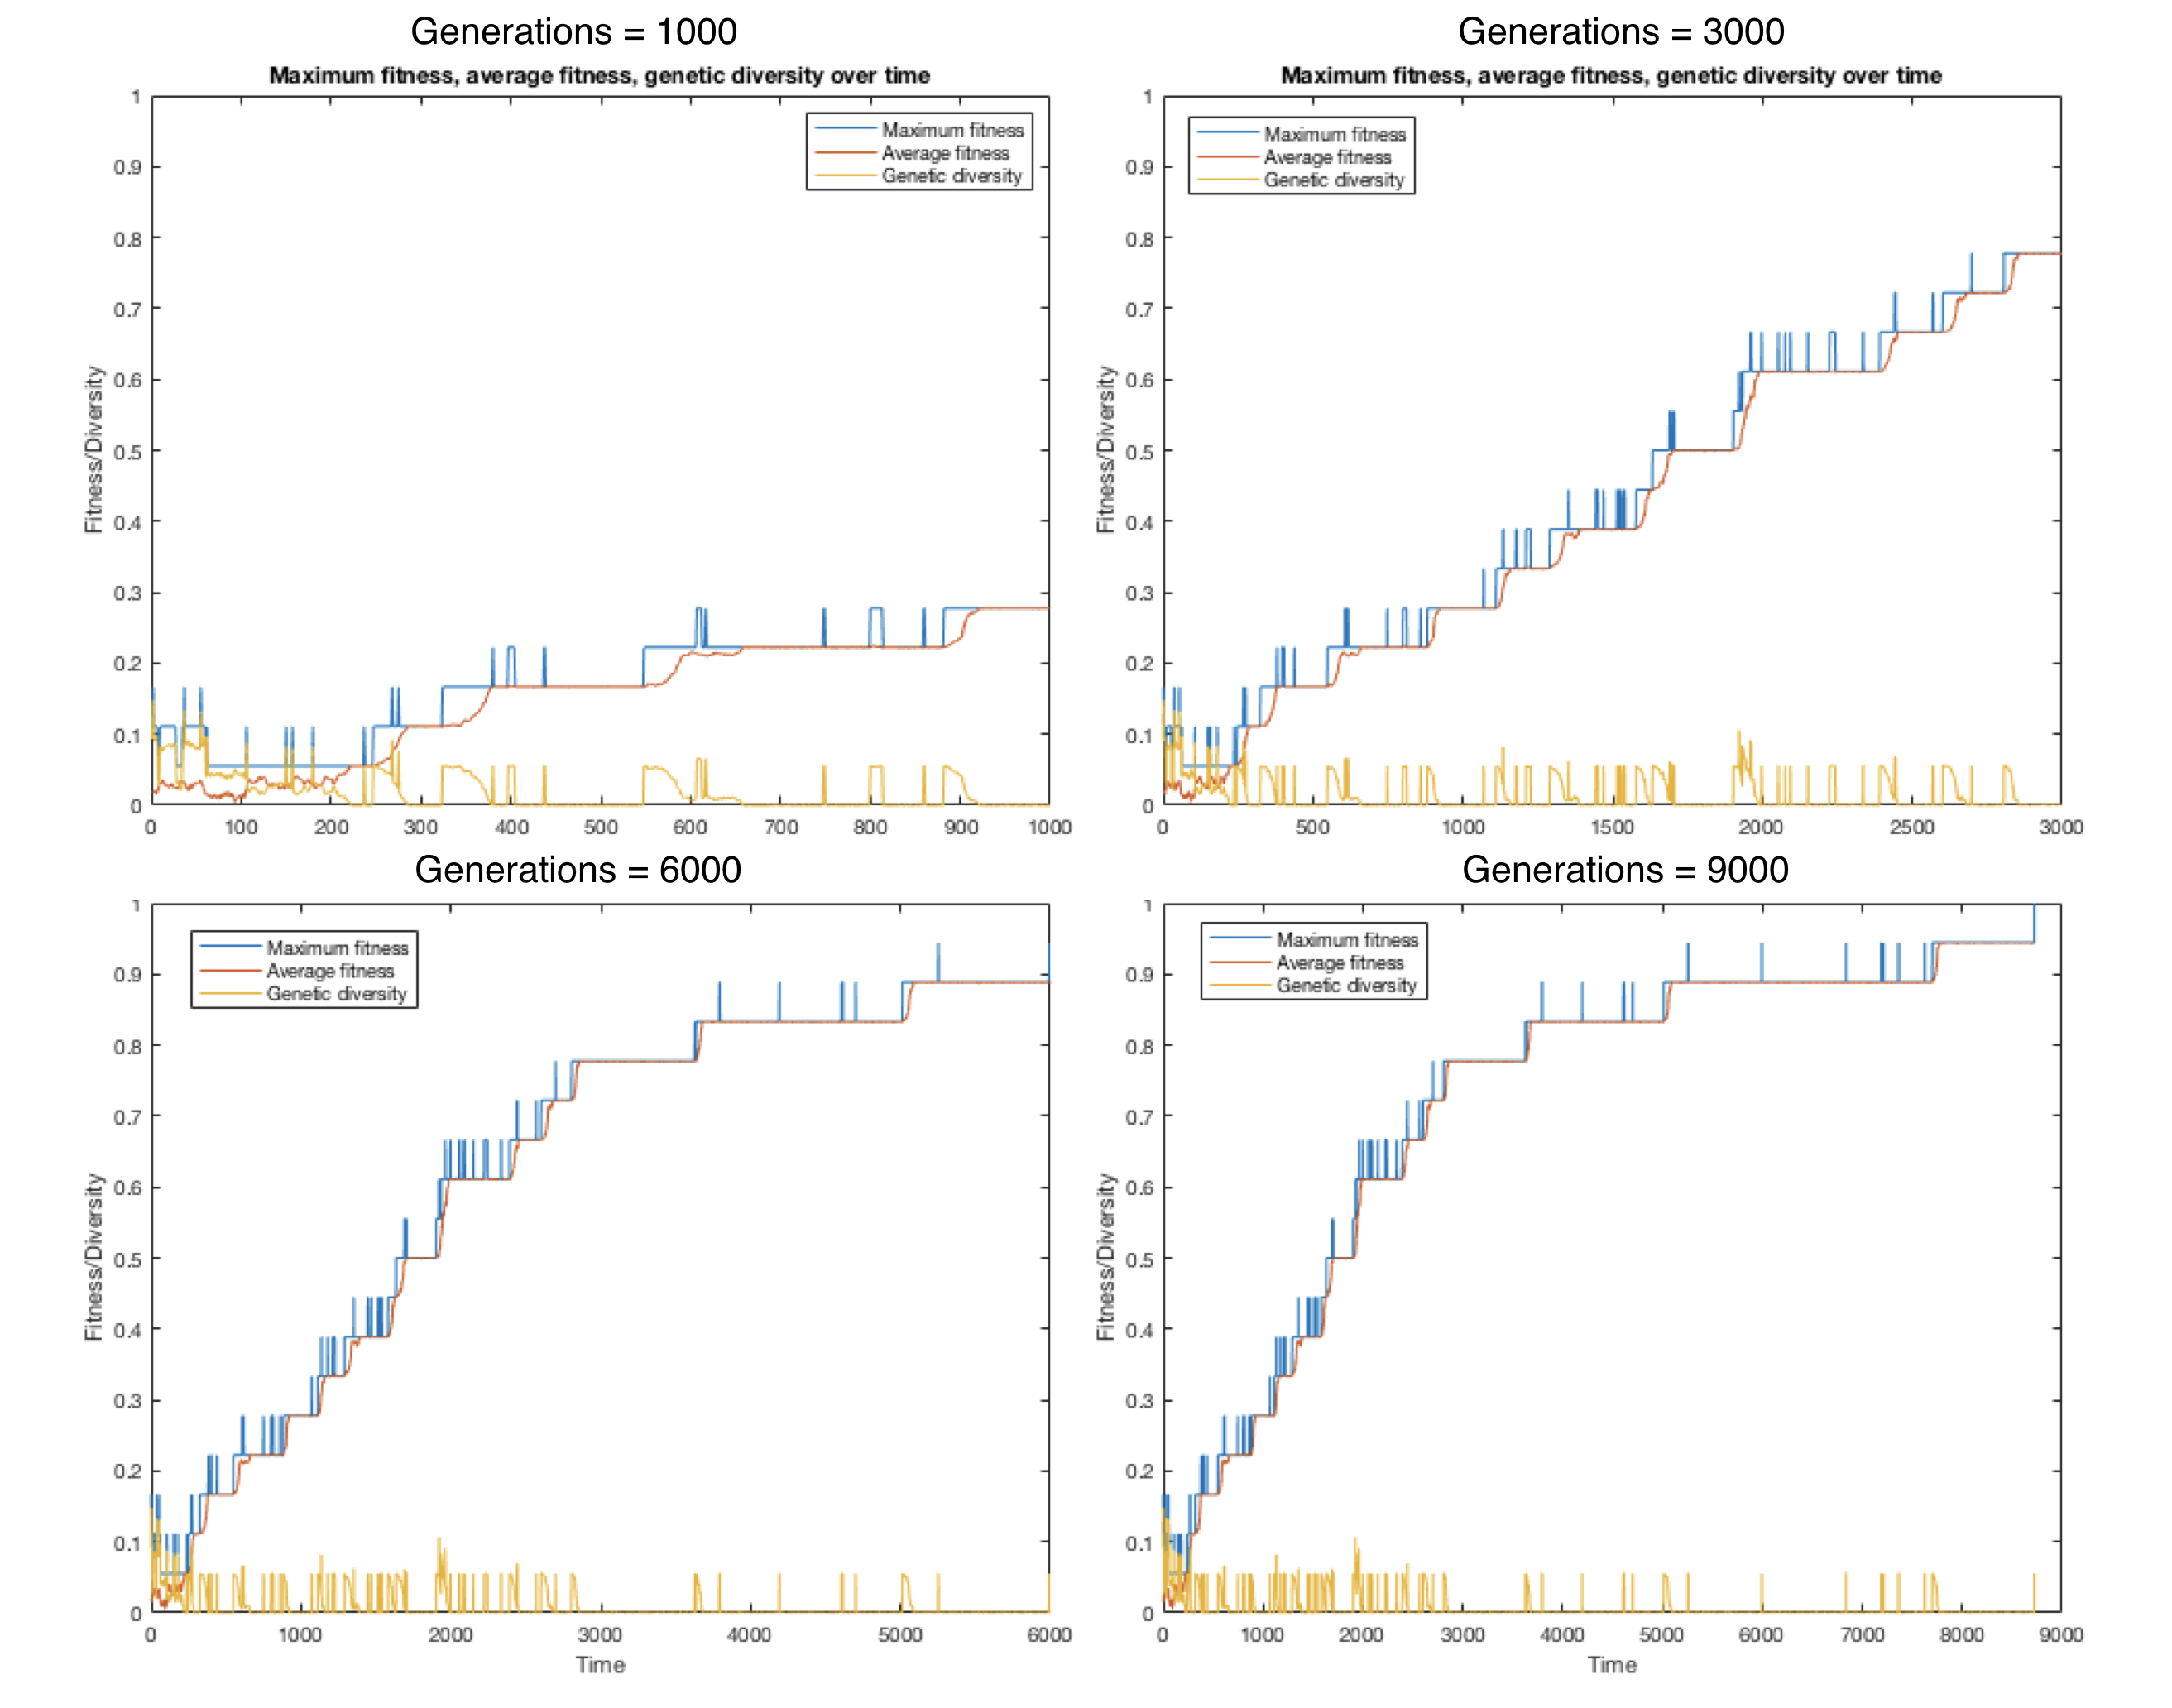 Generations = 1000
Maximum fitness, average fitness, genetic diversity over time
1
0.9
0.8
0.7
0.6
0.5
0.4
0.3
0.2
0.1
0
Fitness/Diversity
Maximum fitness
Average fitness
Genetic diversity
0 100 200 300 400 500 600 700 800 900 1000
Generations = 3000
Maximum fitness, average fitness, genetic diversity over time
1
0.9
0.8
0.7
0.6
0.5
0.4
0.3
0.2
0.1
0
Fitness/Diversity
Maximum fitness
Average fitness
Genetic diversity
0 500 1000 1500 2000 2500 3000
Generations = 6000
1
0.9
0.8
0.7
0.6
0.5
0.4
0.3
0.2
0.1
0
Fitness/Diversity
Maximum fitness
Average fitness
Genetic diversity
0 1000 2000 3000 4000 5000 6000
Time
Generations = 9000
1
0.9
0.8
0.7
0.6
0.5
0.4
0.3
0.2
0.1
0
Fitness/Diversity
Maximum fitness
Average fitness
Genetic diversity
0 1000 2000 3000 4000 5000 6000 7000 8000 9000
Time